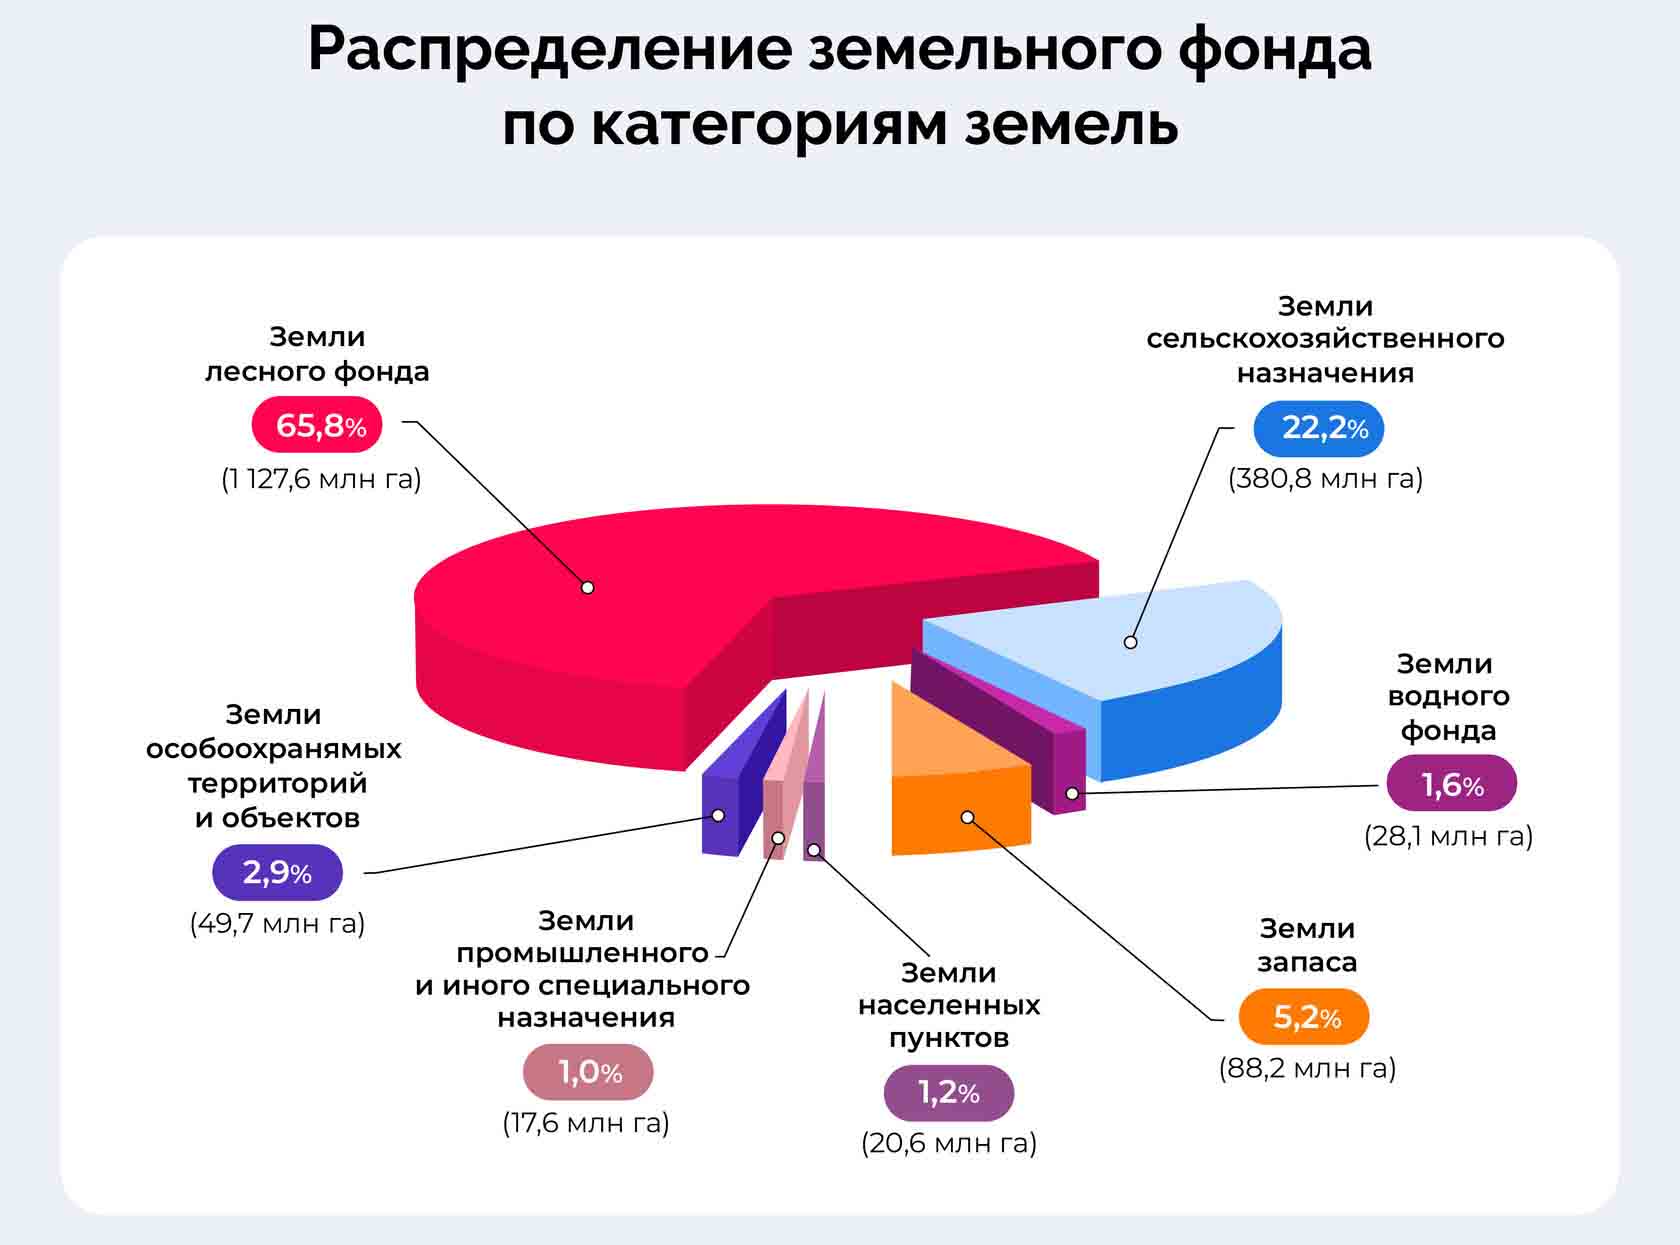 Распределение земельного фонда
по категориям земель
Земли
лесного фонда
65,8%
(1 127,6 млн га)
Земли
сельскохозяйственного
назначения
22,2%
(380,8 млн га)
Земли
водного
фонда
1,6%
(28,1 млн га)
Земли
особоохранямых
территорий
и объектов
2,9%
(49,7 млн га)
Земли
промышленного
и иного специального
назначения
1,0%
(17,6 млн га)
Земли
населенных
пунктов
1,2%
(20,6 млн га)
Земли
запаса
5,2%
(88,2 млн га)